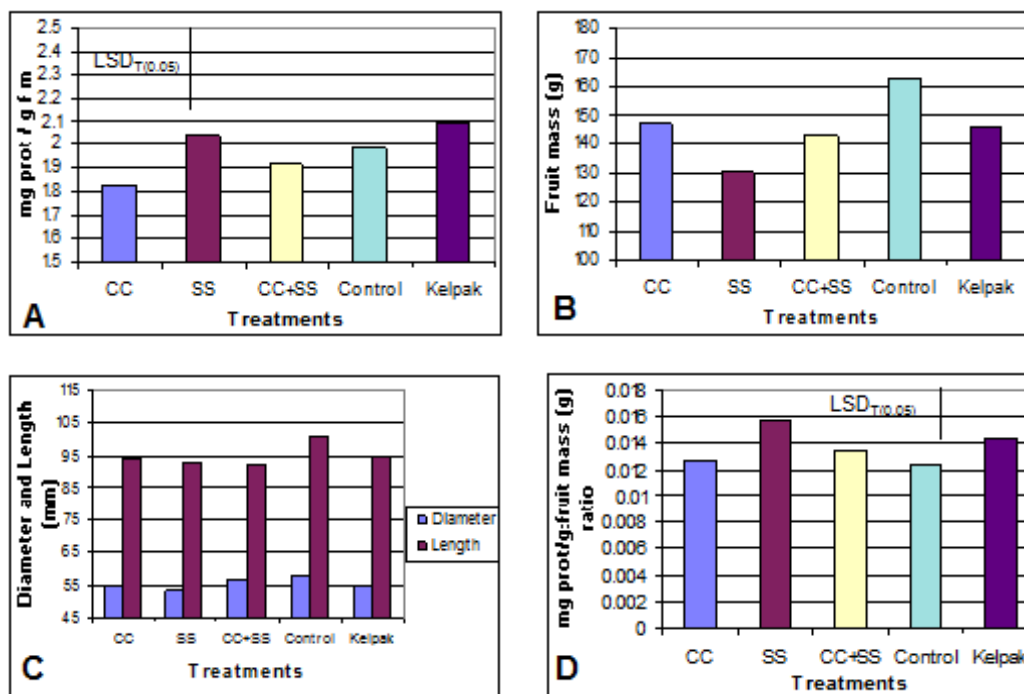 mg prot / g f m
2.5
2.4
2.3
2.2
2.1
2
1.9
1.8
1.7
1.6
1.5
LSD T(0.05)
CC SS CC+SS Control Kelpak
Treatments
A
Fruit mass (g)
180
170
160
150
140
130
120
110
100
CC SS CC+SS Control Kelpak
Treatments
B
Diameter and Length
(mm)
115
105
95
85
75
65
55
45
Diameter
Length
CC SS CC+SS Control Kelpak
Treatments
C
mg prot/g:fruit mass (g)
ratio
0.018
0.016
0.014
0.012
0.01
0.008
0.006
0.004
0.002
0
LSD T(0.05)
CC SS CC+SS Control Kelpak
Treatments
D